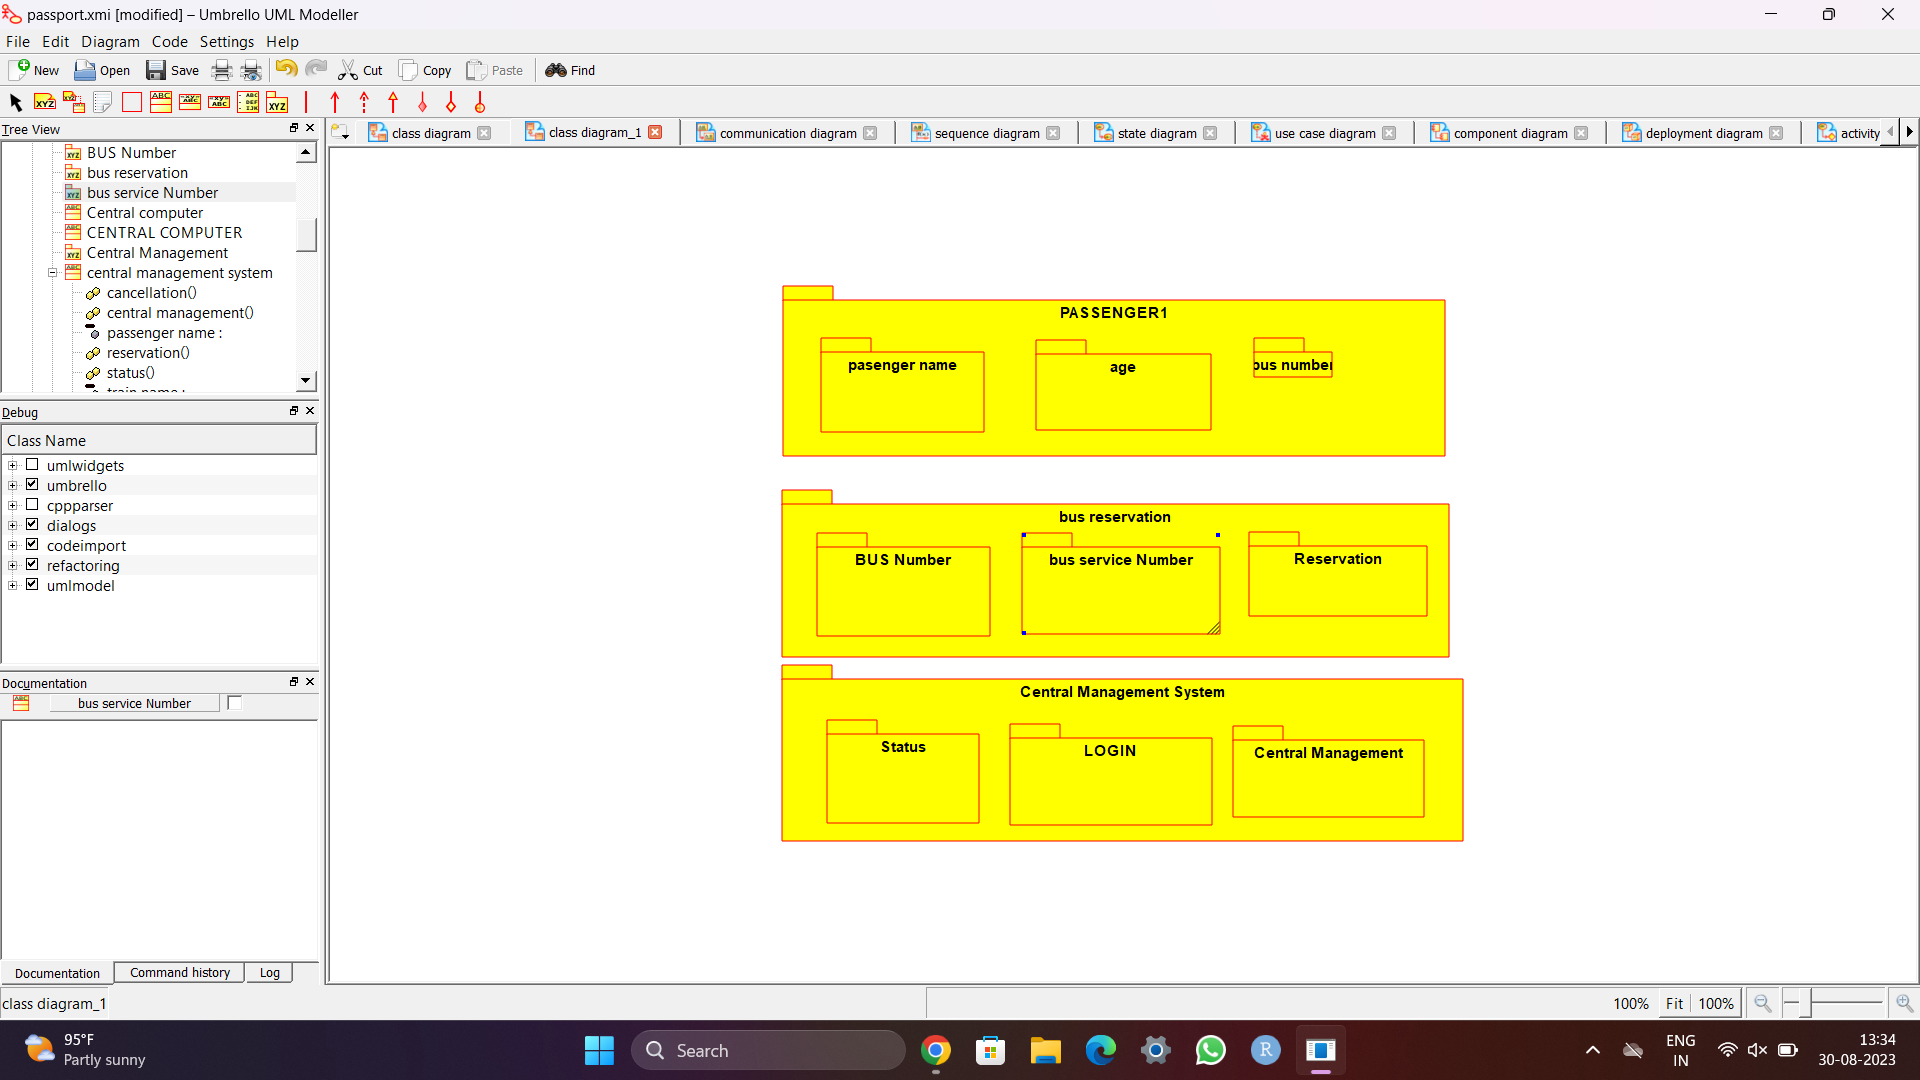 passport.xmi [modified] – Umbrello UML Modeller
File Edit Diagram Code Settings Help
New Open Save Cut Copy Paste Find
Tree View
class diagram class diagram_1 communication diagram sequence diagram state diagram use case diagram component diagram deployment diagram activity
BUS Number
bus reservation
bus service Number
Central computer
CENTRAL COMPUTER
Central Management
central management system
cancellation()
central management()
passenger name :
reservation()
status()
train name :
Debug
Class Name
umlwidgets
umbrello
cppparser
dialogs
codeimport
refactoring
umlmodel
Documentation
bus service Number
Documentation Command history Log
PASSENGER1
pasenger name age bus number
bus reservation
BUS Number bus service Number Reservation
Central Management System
Status LOGIN Central Management
class diagram_1
100% Fit 100%
95°F
Partly sunny
Search
ENG
IN
13:34
30-08-2023